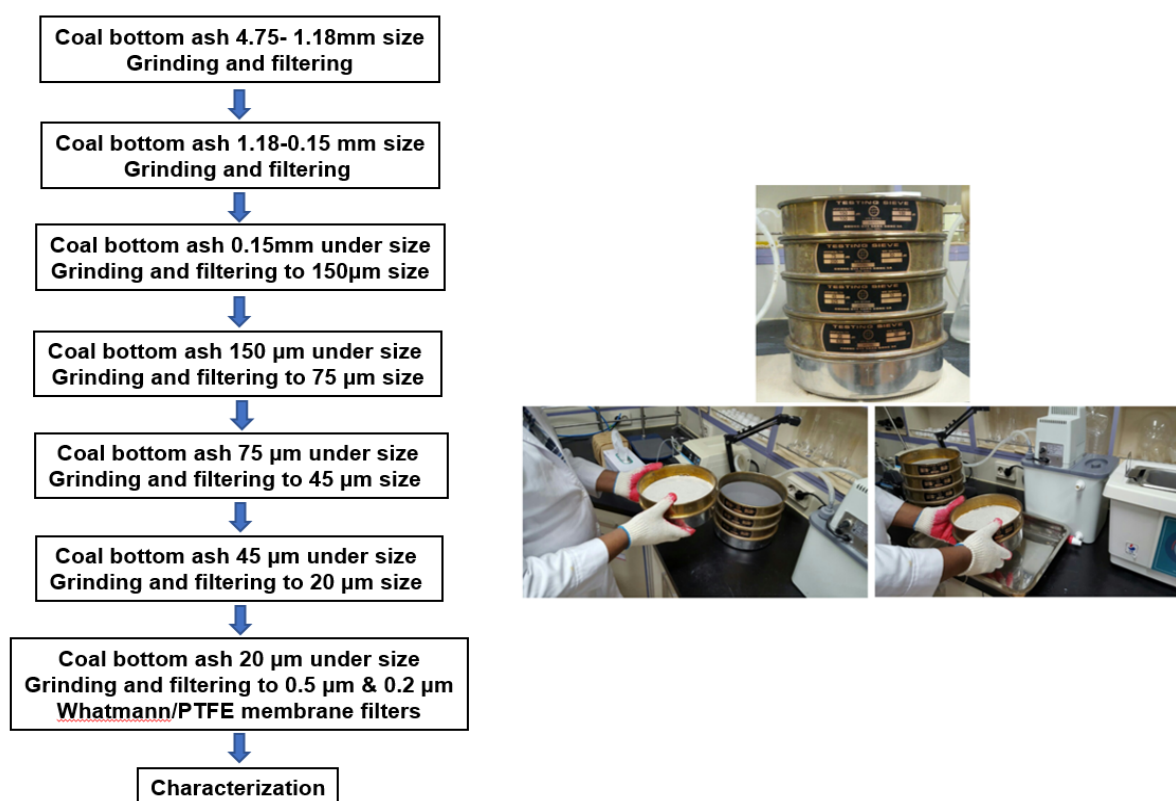 Coal bottom ash 4.75- 1.18mm size
Grinding and filtering
Coal bottom ash 1.18-0.15 mm size
Grinding and filtering
Coal bottom ash 0.15mm under size
Grinding and filtering to 150µm size
Coal bottom ash 150 µm under size
Grinding and filtering to 75 µm size
Coal bottom ash 75 µm under size
Grinding and filtering to 45 µm size
Coal bottom ash 45 µm under size
Grinding and filtering to 20 µm size
Coal bottom ash 20 µm under size
Grinding and filtering to 0.5 µm & 0.2 µm
Whatmann/PTFE membrane filters
Characterization
TESTING SIEVE
TESTING SIEVE
TESTING SIEVE
TESTING SIEVE